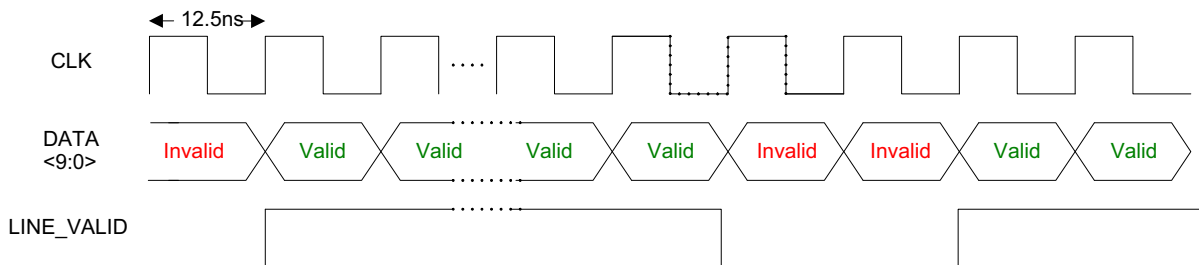 12.5ns
CLK
DATA
<9:0>
Invalid Valid Valid Valid Valid Invalid Invalid Valid Valid
LINE_VALID